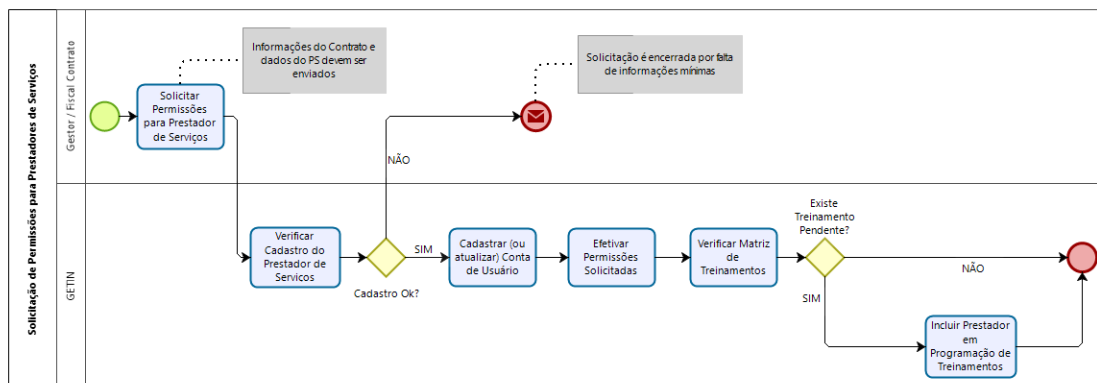 Solicitação de Permissões para Prestadores de Serviços
Gestor / Fiscal Contrato
Informações do Contrato e
dados do PS devem ser
enviados
Solicitação é encerrada por falta
de informações mínimas
Solicitar
Permissões
para Prestador
de Serviços
NÃO
GETIN
Verificar
Cadastro do
Prestador de
Servicos
Cadastro Ok?
SIM
Cadastrar (ou
atualizar) Conta
de Usuário
Efetivar
Permissões
Solicitadas
Verificar Matriz
de
Treinamentos
Existe
Treinamento
Pendente?
NÃO
SIM
Incluir Prestador
em
Programação de
Treinamentos